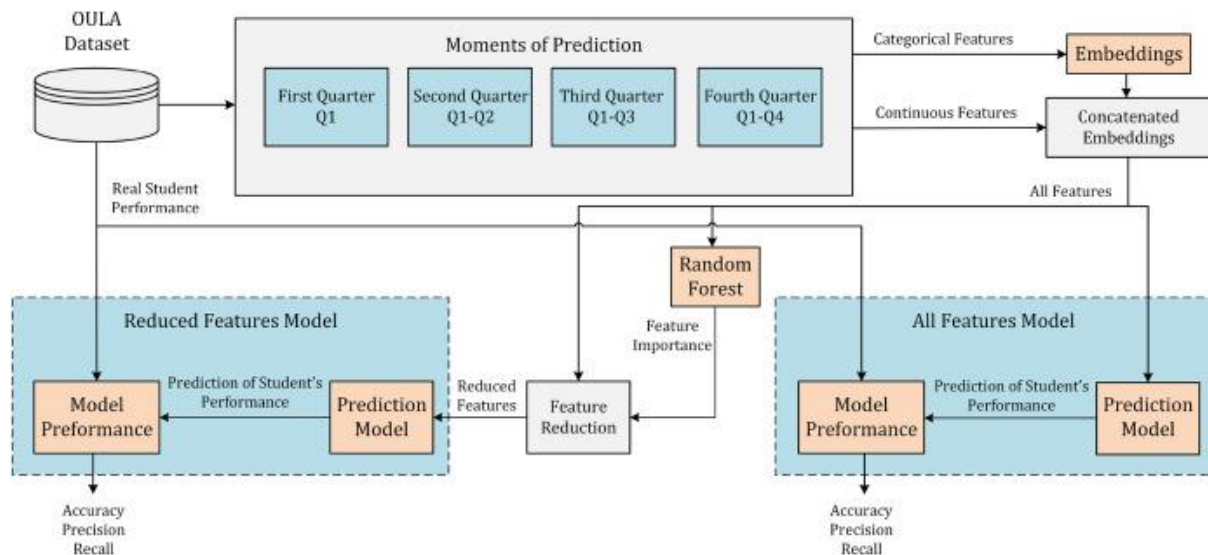 OULA
Dataset
Moments of Prediction
First Quarter
Q1
Second Quarter
Q1-Q2
Third Quarter
Q1-Q3
Fourth Quarter
Q1-Q4
Categorical Features
Embeddings
Continuous Features
Concatenated
Embeddings
Real Student
Performance
All Features
Random
Forest
Feature
Importance
Reduced Features Model
Model
Preformance
Prediction of Student's
Performance
Prediction
Model
Reduced
Features
Feature
Reduction
Accuracy
Precision
Recall
All Features Model
Model
Preformance
Prediction of Student's
Performance
Prediction
Model
Accuracy
Precision
Recall